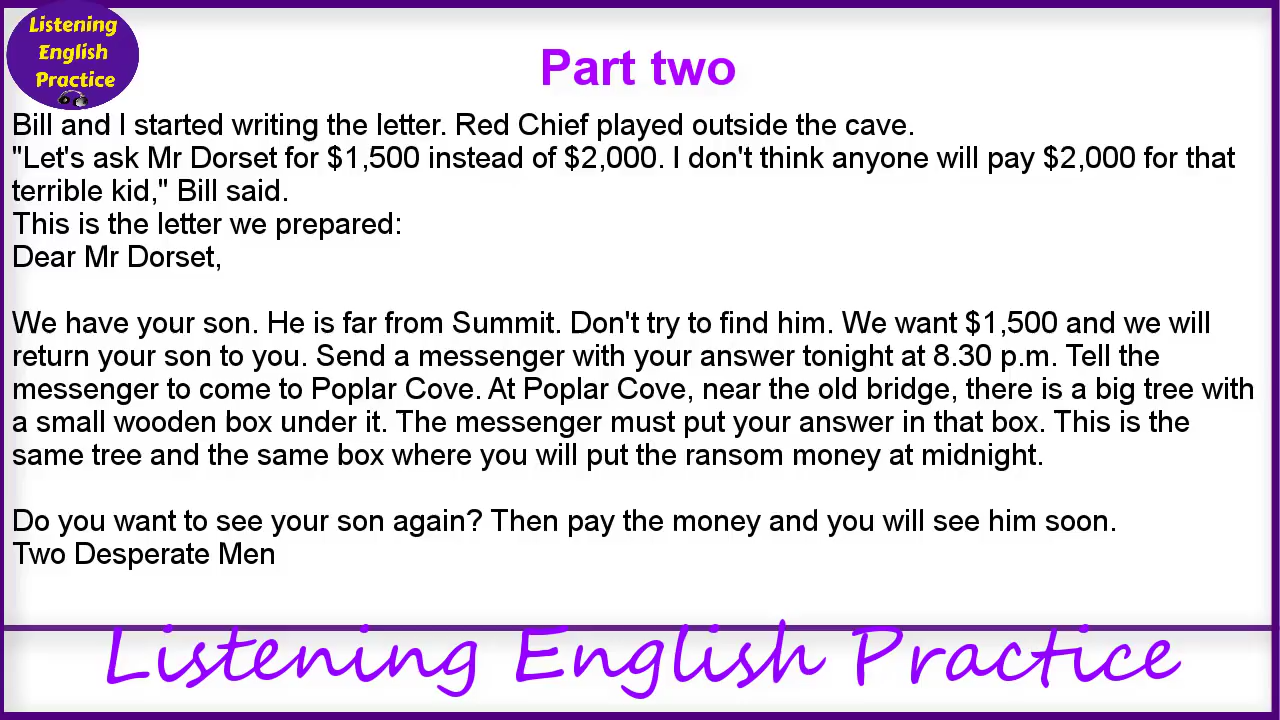 Listening
English
Practice
Part two
Bill and I started writing the letter. Red Chief played outside the cave.
"Let's ask Mr Dorset for $1,500 instead of $2,000. I don't think anyone will pay $2,000 for that
terrible kid," Bill said.
This is the letter we prepared:
Dear Mr Dorset,
We have your son. He is far from Summit. Don't try to find him. We want $1,500 and we will
return your son to you. Send a messenger with your answer tonight at 8.30 p.m. Tell the
messenger to come to Poplar Cove. At Poplar Cove, near the old bridge, there is a big tree with
a small wooden box under it. The messenger must put your answer in that box. This is the
same tree and the same box where you will put the ransom money at midnight.
Do you want to see your son again? Then pay the money and you will see him soon.
Two Desperate Men
Listening English Practice